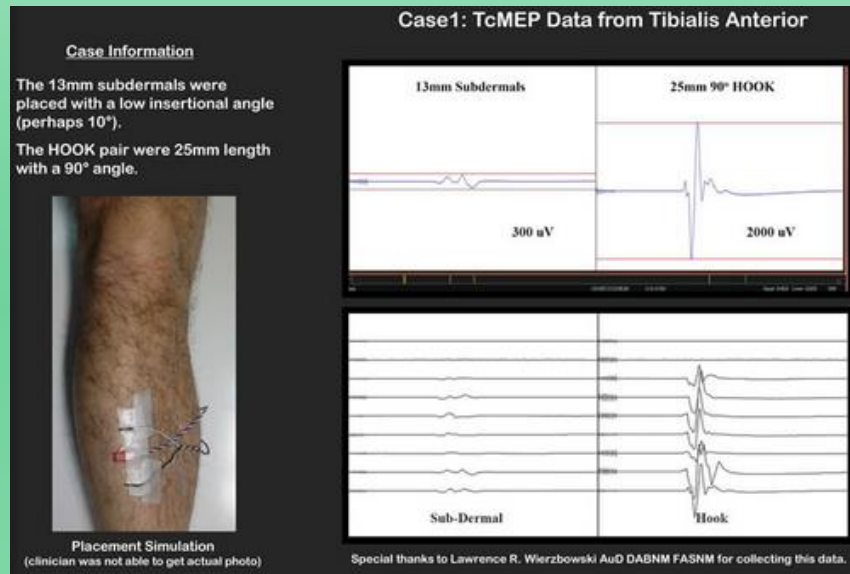 Case1: TcMEP Data from Tibialis Anterior
Case Information
The 13mm subdermals were
placed with a low insertional angle
(perhaps 10°).
The HOOK pair were 25mm length
with a 90° angle.
Placement Simulation
(clinician was not able to get actual photo)
13mm Subdermals
25mm 90° HOOK
300 uV
2000 uV
Sub-Dermal
Hook
Special thanks to Lawrence R. Wierzbowski AuD DABNM FASNM for collecting this data.